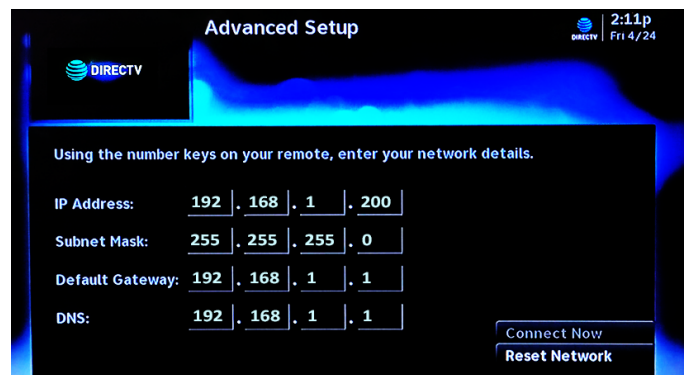 Advanced Setup
DIRECTV
2:11p
Fri 4/24
DIRECTV
Using the number keys on your remote, enter your network details.
IP Address: 192 . 168 . 1 . 200
Subnet Mask: 255 . 255 . 255 . 0
Default Gateway: 192 . 168 . 1 . 1
DNS: 192 . 168 . 1 . 1
Connect Now
Reset Network